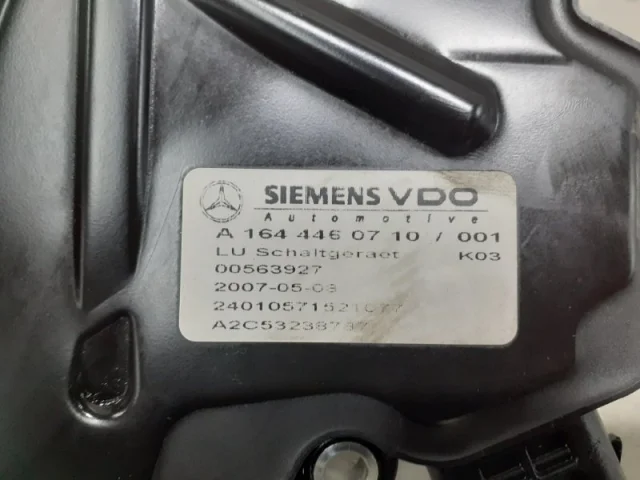 SIEMENS VDO
Automotive
A 164 446 07 10 / 001
LU Schaltgeraet K03
00563927
2007-05-08